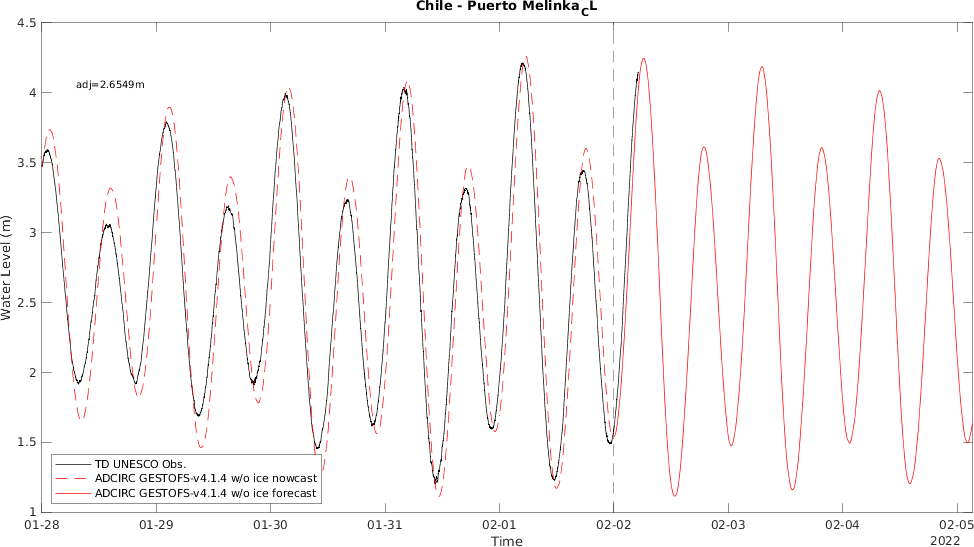 Chile - Puerto Melinka_CL
4.5
adj=2.6549m
4
3.5
3
Water Level (m)
2.5
2
1.5
1
TD UNESCO Obs.
ADCIRC GESTOFS-v4.1.4 w/o ice nowcast
ADCIRC GESTOFS-v4.1.4 w/o ice forecast
01-28 01-29 01-30 01-31 02-01 02-02 02-03 02-04 02-05
Time
2022